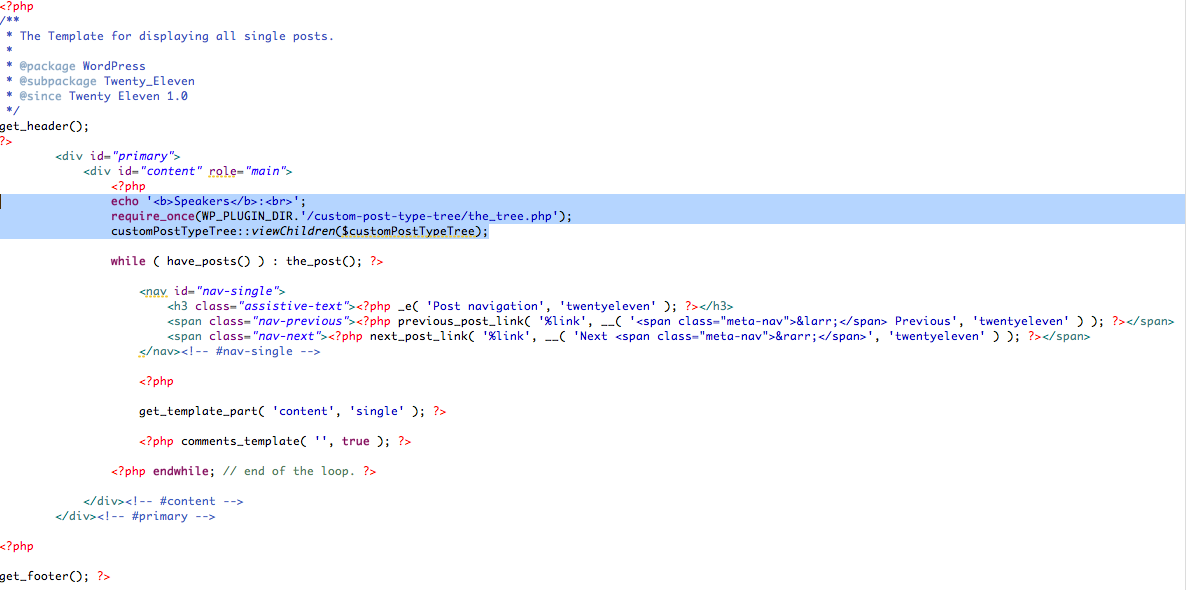 <?php
/**
 * The Template for displaying all single posts.
 *
 * @package WordPress
 * @subpackage Twenty_Eleven
 * @since Twenty Eleven 1.0
 */
get_header();
?>
<div id="primary">
<div id="content" role="main">
<?php
echo '<b>Speakers</b>:<br>';
require_once(WP_PLUGIN_DIR.'/custom-post-type-tree/the_tree.php');
customPostTypeTree::viewChildren($customPostTypeTree);
while ( have_posts() ) : the_post(); ?>
<nav id="nav-single">
<h3 class="assistive-text"><?php _e( 'Post navigation', 'twentyeleven' ); ?></h3>
<span class="nav-previous"><?php previous_post_link( '%link', __( '<span class="meta-nav">&larr;</span> Previous', 'twentyeleven' ) ); ?></span>
<span class="nav-next"><?php next_post_link( '%link', __( 'Next <span class="meta-nav">&rarr;</span>', 'twentyeleven' ) ); ?></span>
</nav><!-- #nav-single -->
<?php
get_template_part( 'content', 'single' ); ?>
<?php comments_template( '', true ); ?>
<?php endwhile; // end of the loop. ?>
</div><!-- #content -->
</div><!-- #primary -->
<?php
get_footer(); ?>